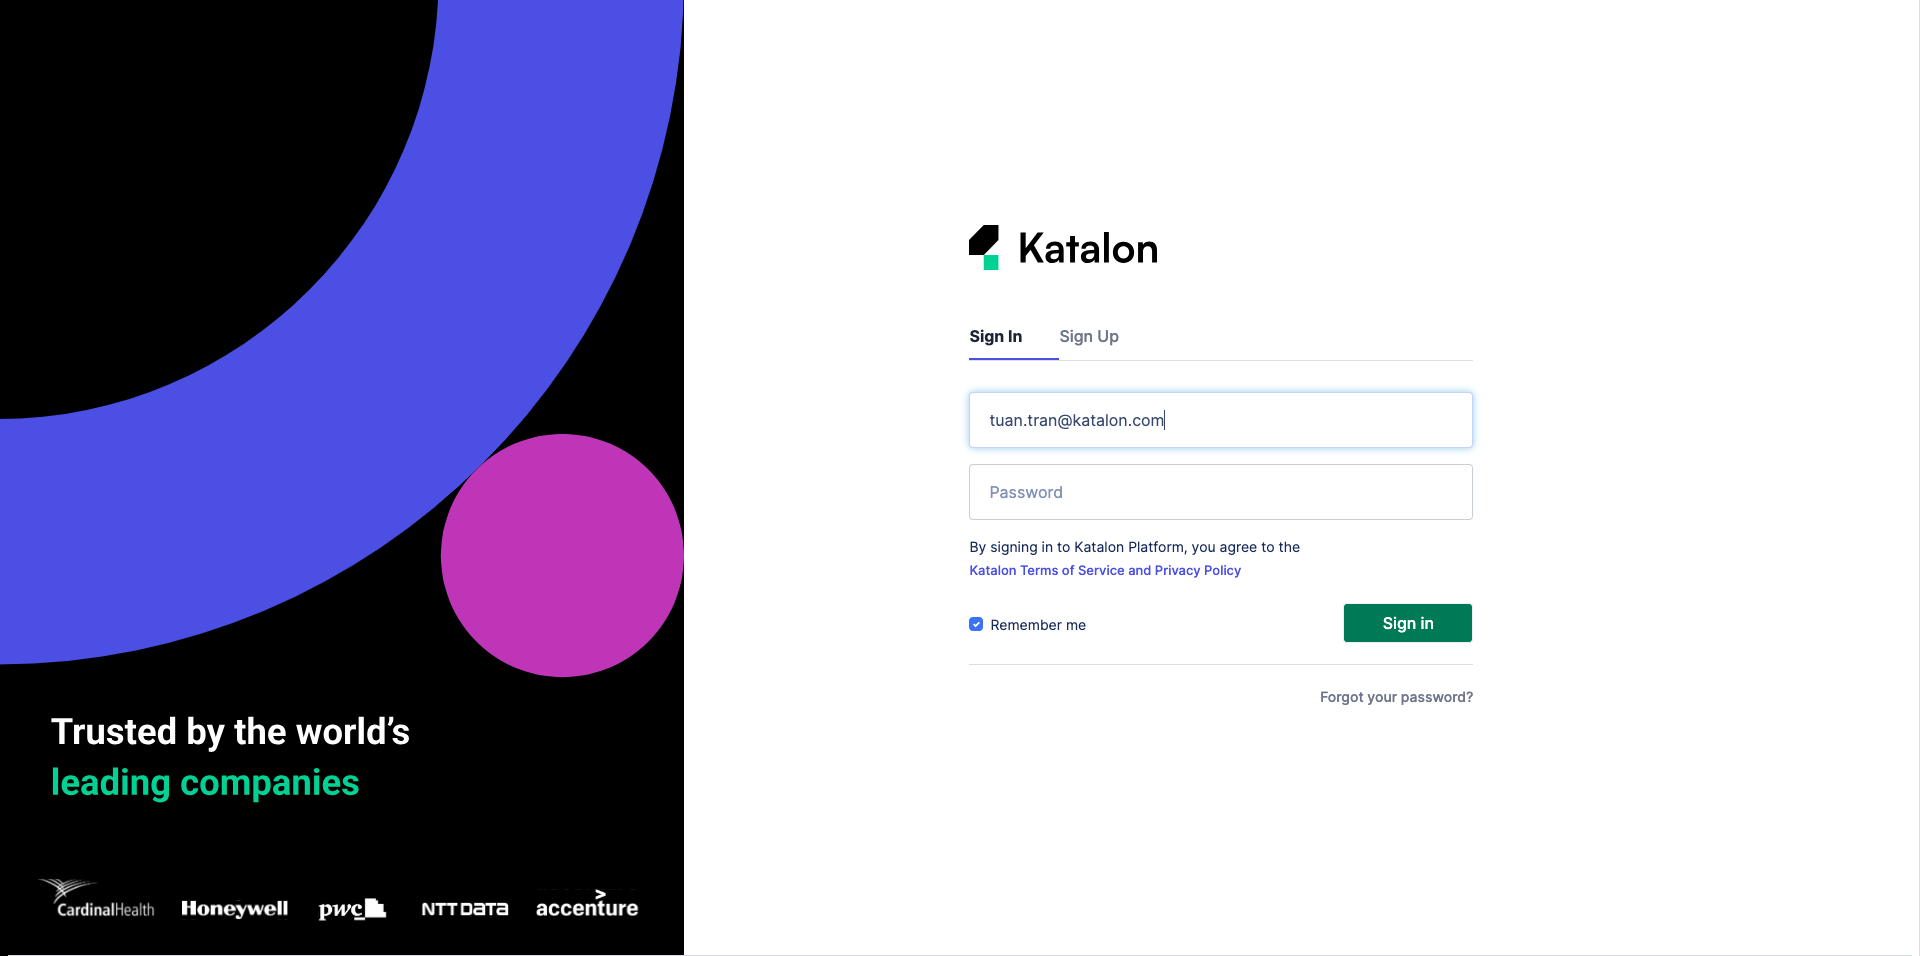 Katalon
Sign In
Sign Up
tuan.tran@katalon.com
Password
By signing in to Katalon Platform, you agree to the
Katalon Terms of Service and Privacy Policy
Remember me
Sign in
Forgot your password?
Trusted by the world’s
leading companies
CardinalHealth
Honeywell
pwc
NTT DATA
accenture